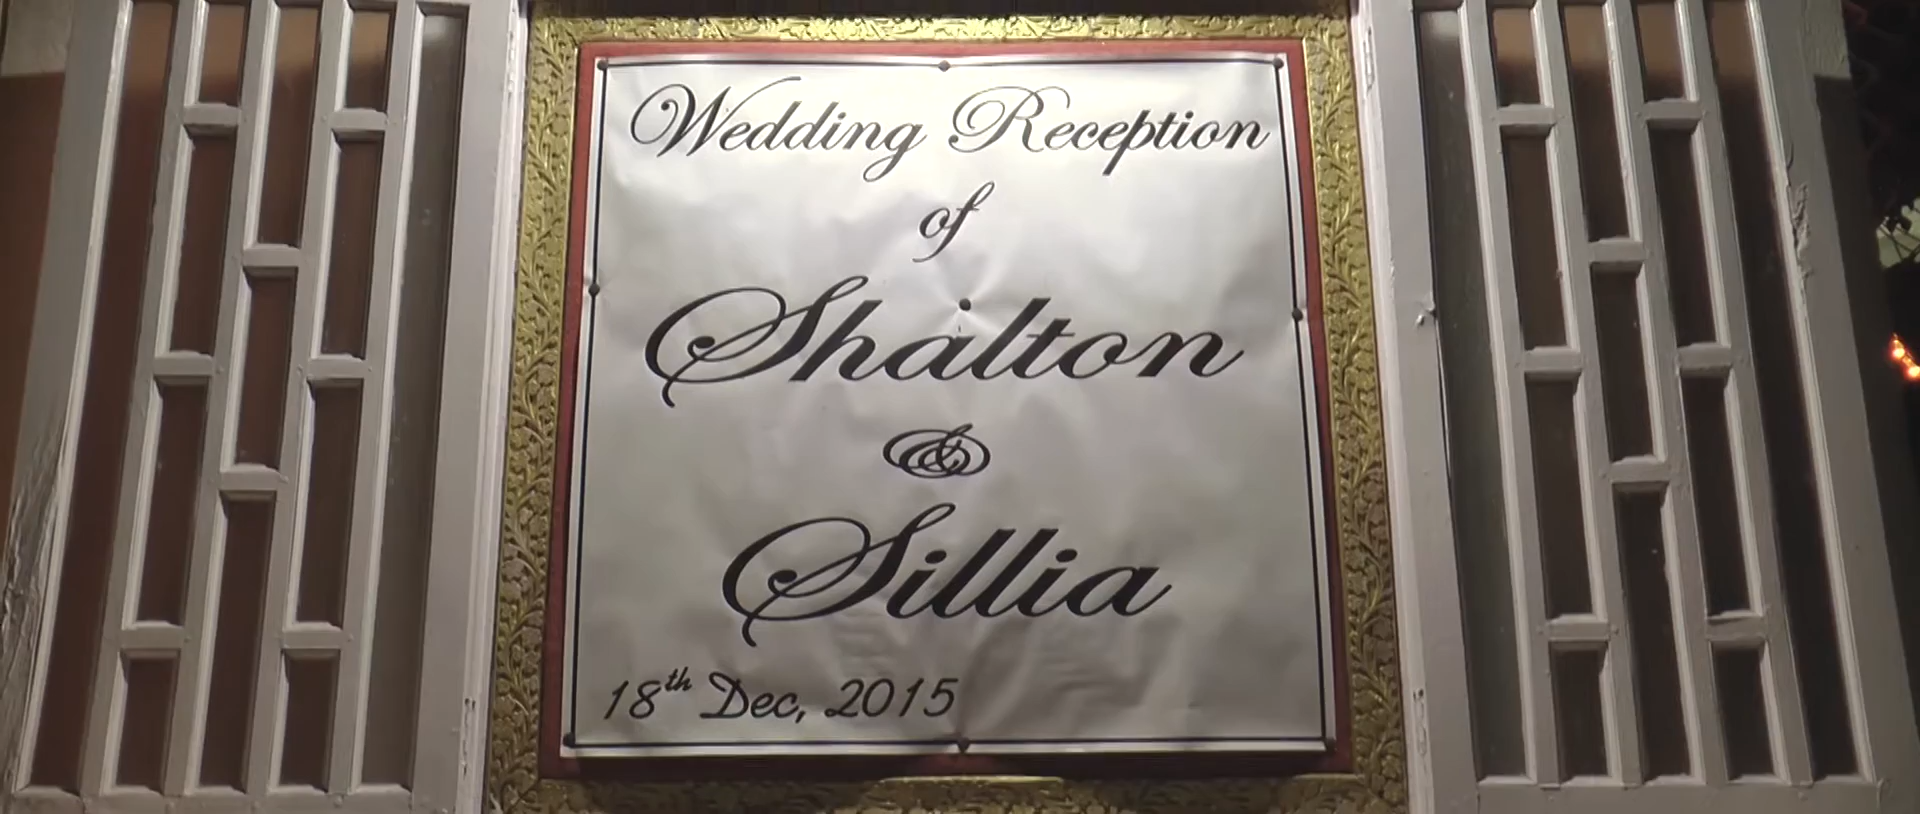 Wedding Reception
of
Shalton
&
Sillia
18th Dec, 2015